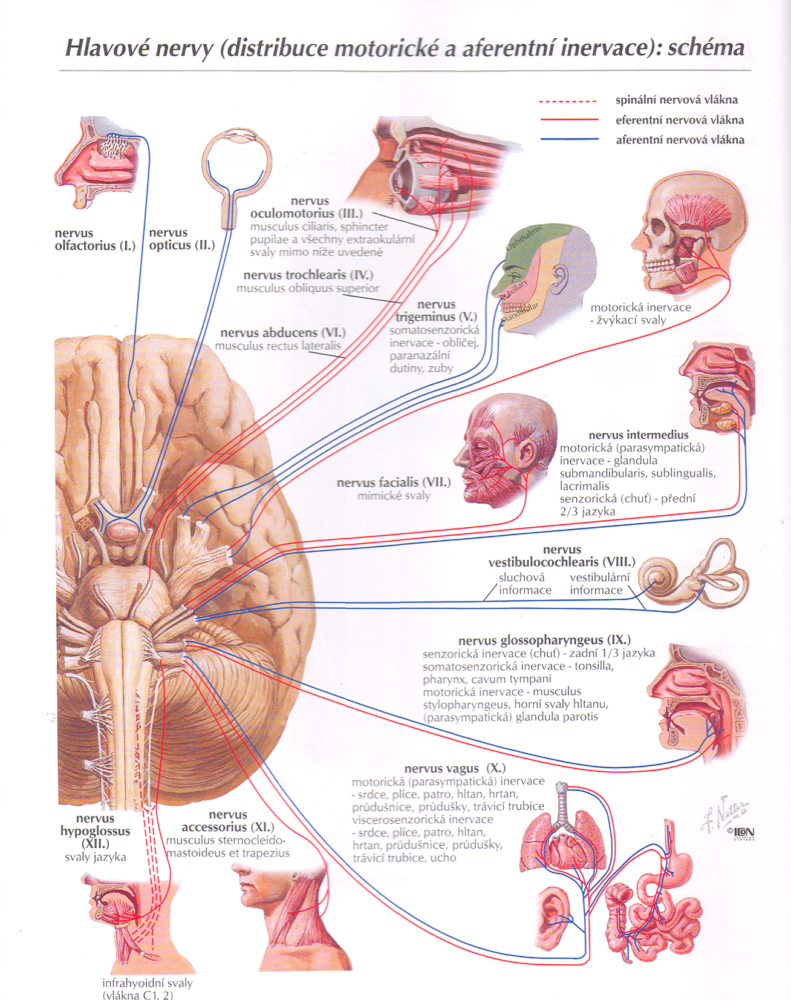 Hlavové nervy (distribuce motorické a aferentní inervace): schéma
spinální nervová vlákna
eferentní nervová vlákna
aferentní nervová vlákna
nervus
olfactorius (I.)
nervus
opticus (II.)
nervus
oculomotorius (III.)
musculus ciliaris, sphincter
pupilae a všechny extraokulární
svaly mimo níže uvedené
nervus trochlearis (IV.)
musculus obliquus superior
nervus abducens (VI.)
musculus rectus lateralis
nervus
trigeminus (V.)
somatosenzorická
inervace - obličej,
paranazální
dutiny, zuby
Ophthalmic
Maxillary
Mandibular
motorická inervace
- žvýkací svaly
nervus facialis (VII.)
mimické svaly
nervus intermedius
motorická (parasympatická)
inervace - glandula
submandibularis, sublingualis,
lacrimalis
senzorická (chuť) - přední
2/3 jazyka
nervus
vestibulocochlearis (VIII.)
sluchová
informace
vestibulární
informace
nervus glossopharyngeus (IX.)
senzorická inervace (chuť) - zadní 1/3 jazyka
somatosenzorická inervace - tonsilla,
pharynx, cavum tympani
motorická inervace - musculus
stylopharyngeus, horní svaly hltanu,
(parasympatická) glandula parotis
nervus vagus (X.)
motorická (parasympatická) inervace
- srdce, plíce, patro, hltan, hrtan,
průdušnice, průdušky, trávicí trubice
viscerosenzorická inervace
- srdce, plíce, patro, hltan,
hrtan, průdušnice, průdušky,
trávicí trubice, ucho
nervus
hypoglossus
(XII.)
svaly jazyka
nervus
accessorius (XI.)
musculus sternocleido-
mastoideus et trapezius
infrahyoidní svaly
(vlákna C1, 2)
F. Netter
M.D.
©ICON
LEARNING
SYSTEMS